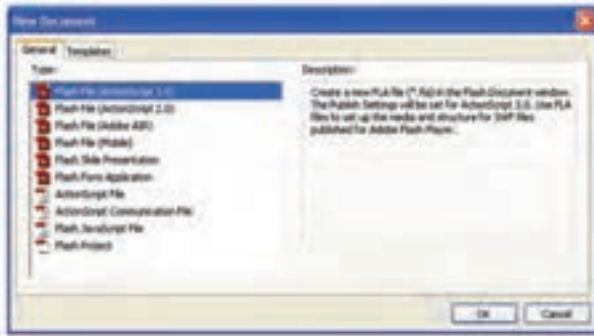 New Document
General
Templates
Type:
Flash File (ActionScript 3.0)
Flash File (ActionScript 2.0)
Flash File (Adobe AIR)
Flash File (Mobile)
Flash Slide Presentation
Flash Form Application
ActionScript File
ActionScript Communication File
Flash JavaScript File
Flash Project
Description:
Create a new FLA file (*.fla) in the Flash Document window.
The Publish Settings will be set for ActionScript 3.0. Use FLA
files to set up the media and structure for SWF files
published for Adobe Flash Player.
OK
Cancel